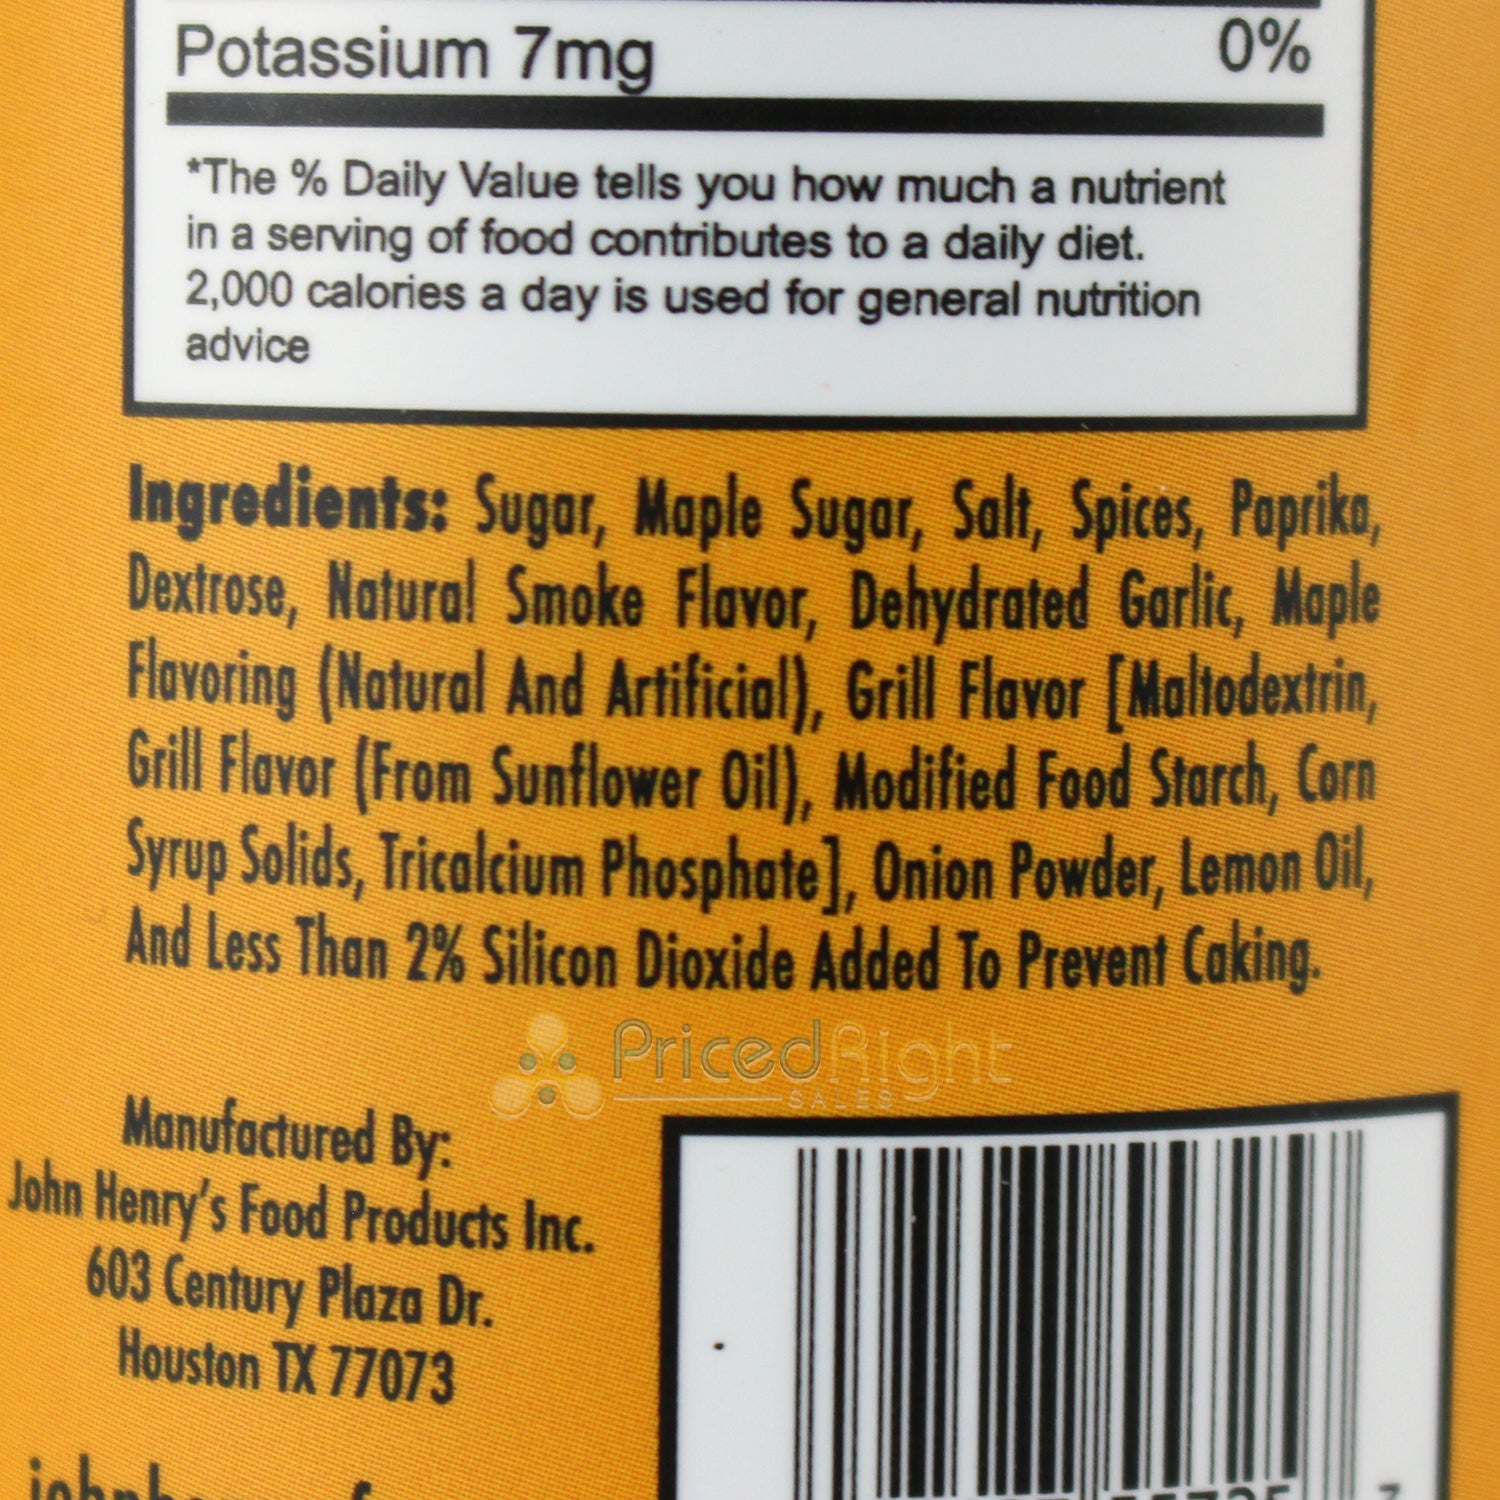 Potassium 7mg 0%
*The % Daily Value tells you how much a nutrient
in a serving of food contributes to a daily diet.
2,000 calories a day is used for general nutrition
advice
Ingredients: Sugar, Maple Sugar, Salt, Spices, Paprika,
Dextrose, Natural Smoke Flavor, Dehydrated Garlic, Maple
Flavoring (Natural And Artificial), Grill Flavor [Maltodextrin,
Grill Flavor (From Sunflower Oil), Modified Food Starch, Corn
Syrup Solids, Tricalcium Phosphate], Onion Powder, Lemon Oil,
And Less Than 2% Silicon Dioxide Added To Prevent Caking.
PricedRight
SALES
Manufactured By:
John Henry's Food Products Inc.
603 Century Plaza Dr.
Houston TX 77073